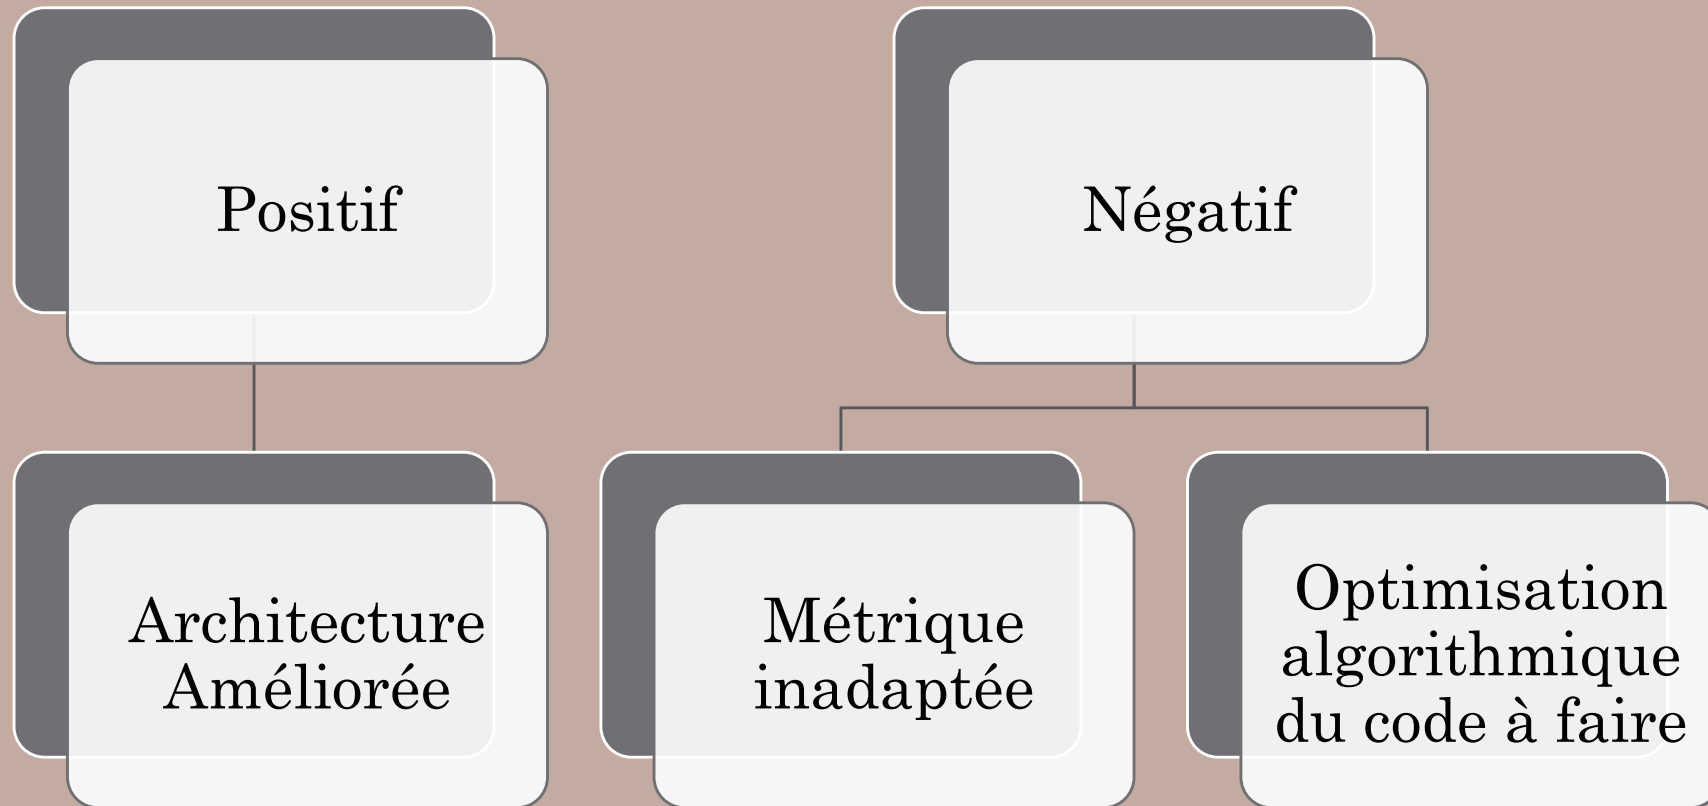 Positif
Négatif
Architecture
Améliorée
Métrique
inadaptée
Optimisation
algorithmique
du code à faire